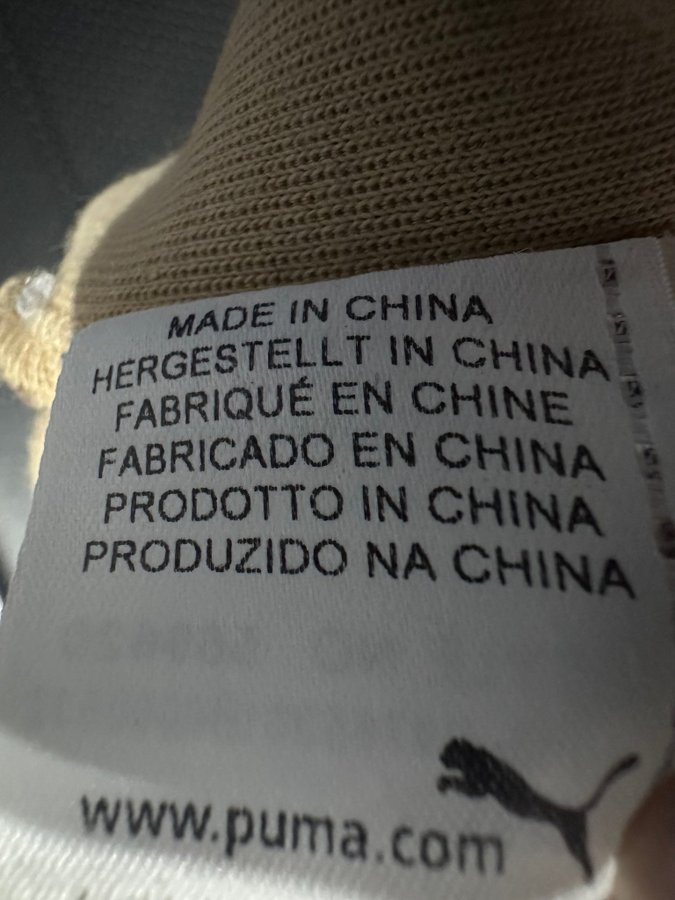 MADE IN CHINA
HERGESTELLT IN CHINA
FABRIQUÉ EN CHINE
FABRICADO EN CHINA
PRODOTTO IN CHINA
PRODUZIDO NA CHINA
www.puma.com